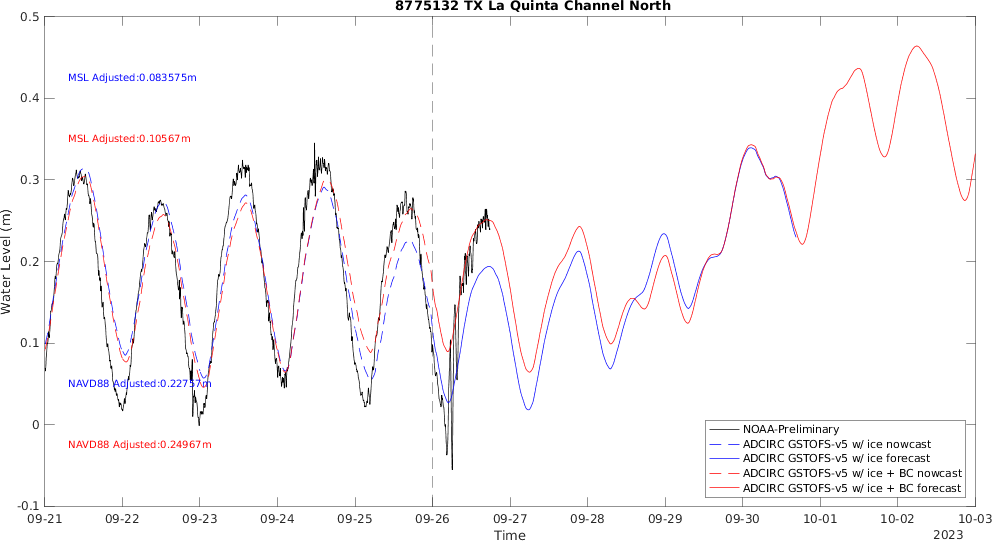 8775132 TX La Quinta Channel North
0.5
0.4
0.3
0.2
0.1
0
-0.1
Water Level (m)
MSL Adjusted:0.083575m
MSL Adjusted:0.10567m
NAVD88 Adjusted:0.22757m
NAVD88 Adjusted:0.24967m
NOAA-Preliminary
ADCIRC GSTOFS-v5 w/ ice nowcast
ADCIRC GSTOFS-v5 w/ ice forecast
ADCIRC GSTOFS-v5 w/ ice + BC nowcast
ADCIRC GSTOFS-v5 w/ ice + BC forecast
09-21 09-22 09-23 09-24 09-25 09-26 09-27 09-28 09-29 09-30 10-01 10-02 10-03
Time
2023